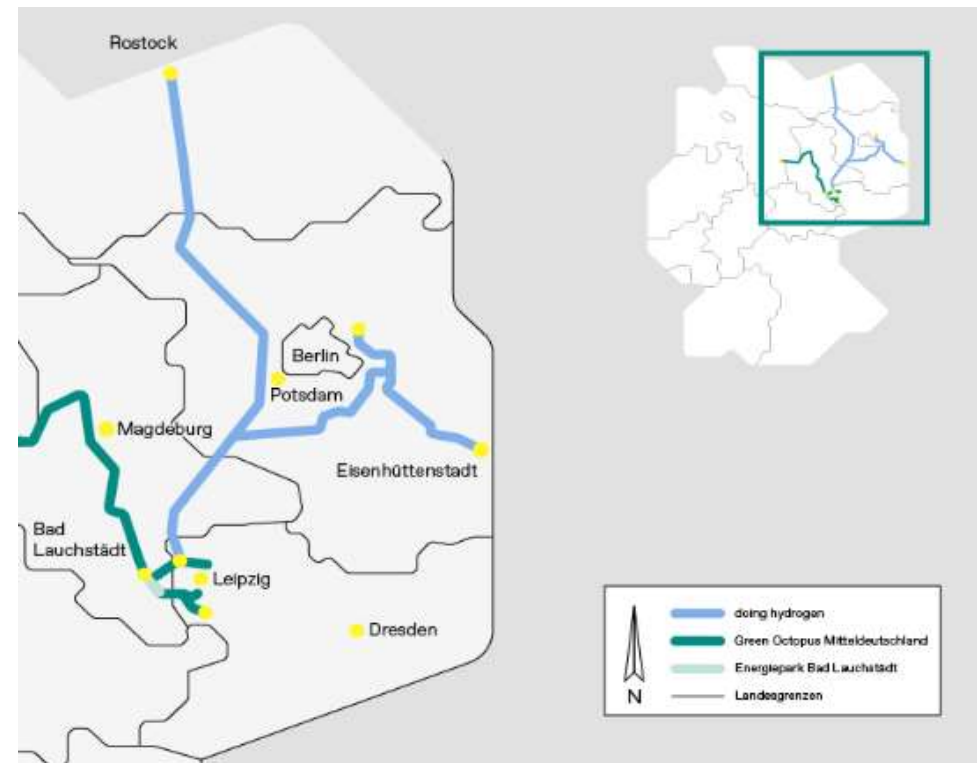 Rostock
Berlin
Potsdam
Magdeburg
Eisenhüttenstadt
Bad
Lauchstädt
Leipzig
Dresden
doing hydrogen
Green Octopus Mitteldeutschland
Energiepark Bad Lauchstädt
N
Landesgrenzen